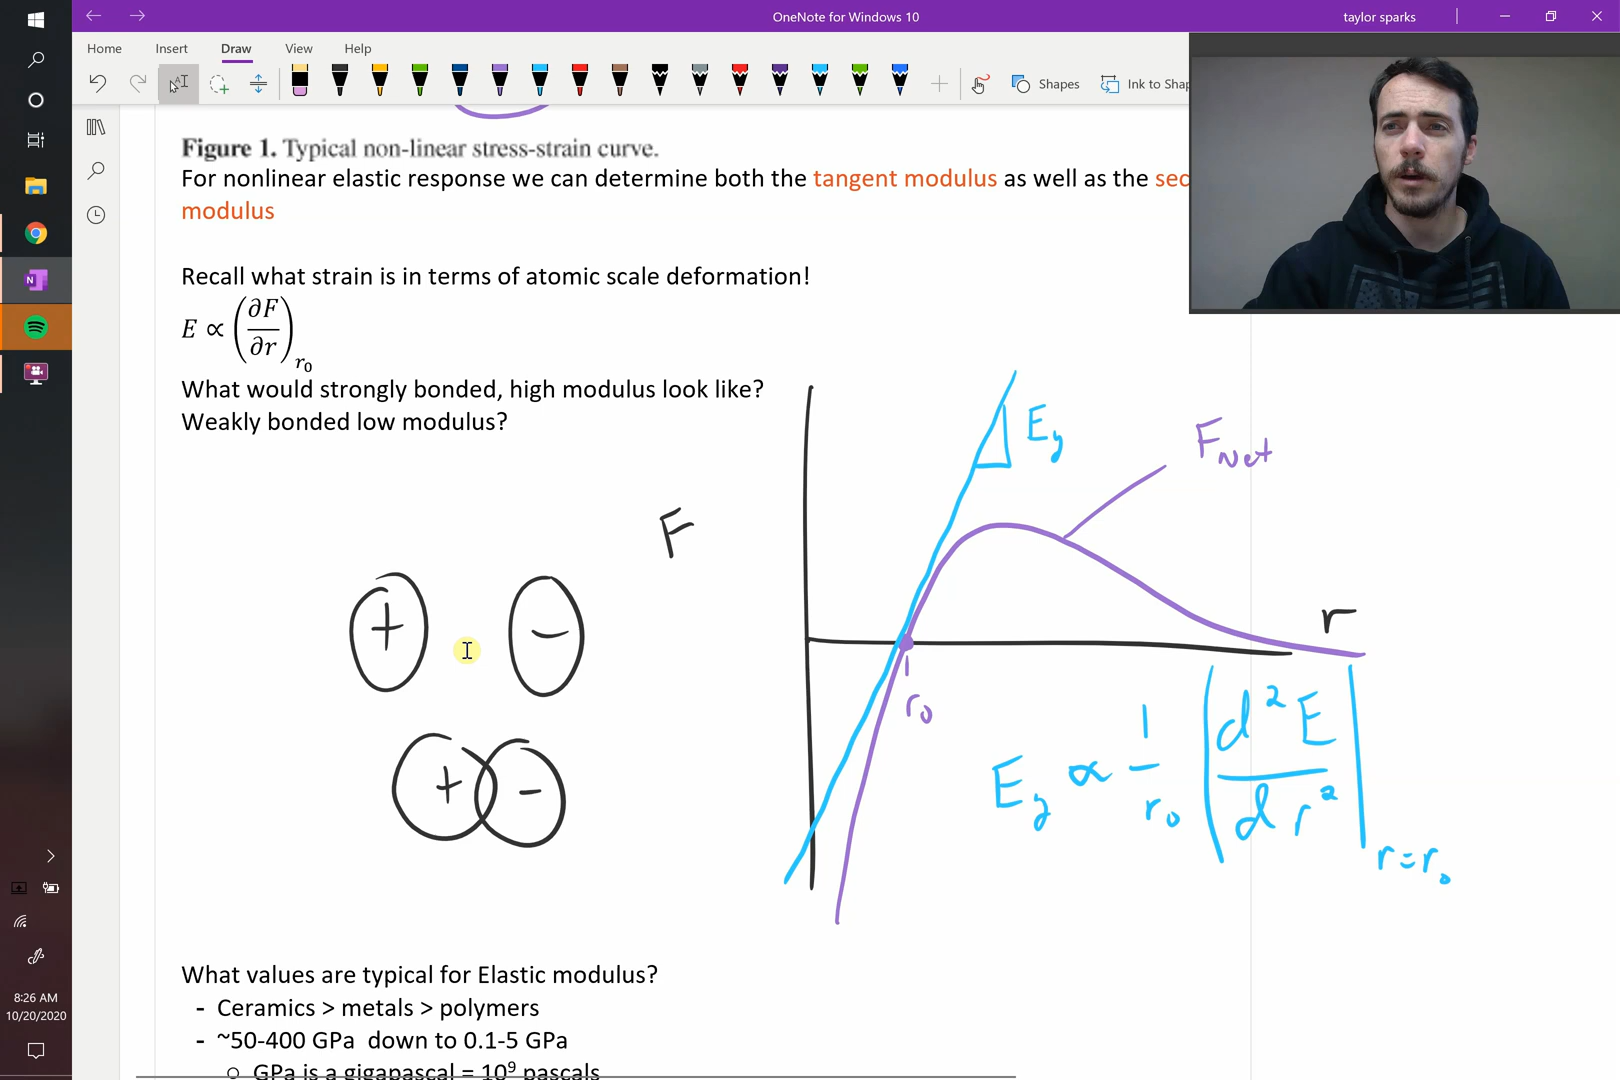 OneNote for Windows 10
taylor sparks
Home Insert Draw View Help
Shapes
Ink to Shap
Figure 1. Typical non-linear stress-strain curve.
For nonlinear elastic response we can determine both the tangent modulus as well as the sec
modulus
Recall what strain is in terms of atomic scale deformation!
E ∝ (∂F/∂r)r₀
What would strongly bonded, high modulus look like?
Weakly bonded low modulus?
Ey
FNet
F
+ −
r
r₀
+ -
Ey ∝ 1/r₀ |d²E/dr²| r=r₀
What values are typical for Elastic modulus?
- Ceramics > metals > polymers
- ~50-400 GPa down to 0.1-5 GPa
○ GPa is a gigapascal = 10⁹ pascals
8:26 AM
10/20/2020